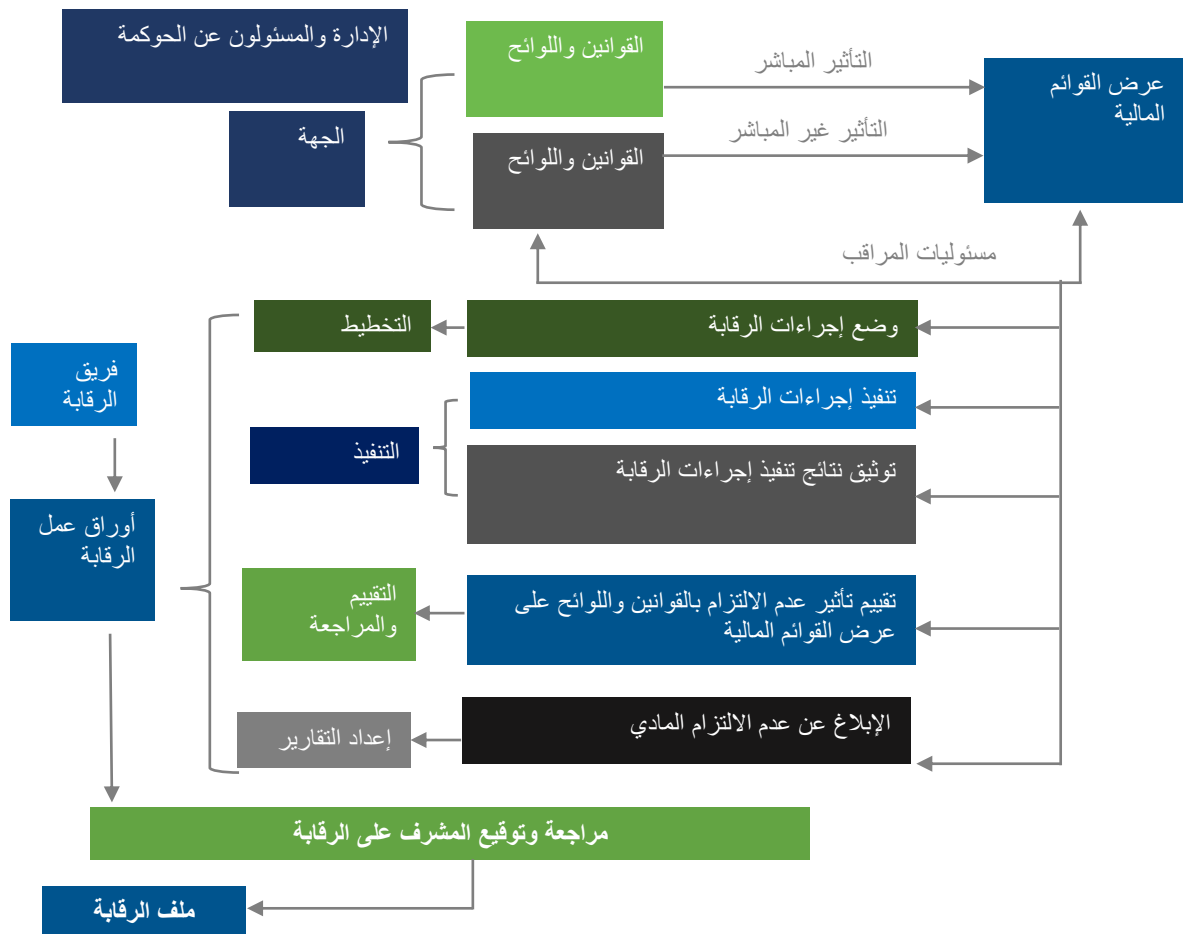 الإدارة والمسئولون عن الحوكمة
القوانين واللوائح
التأثير المباشر
عرض القوائم
المالية
الجهة
القوانين واللوائح
التأثير غير المباشر
مسئوليات المراقب
وضع إجراءات الرقابة
التخطيط
فريق
الرقابة
تنفيذ إجراءات الرقابة
التنفيذ
توثيق نتائج تنفيذ إجراءات الرقابة
أوراق عمل
الرقابة
تقييم تأثير عدم الالتزام بالقوانين واللوائح على
عرض القوائم المالية
التقييم
والمراجعة
الإبلاغ عن عدم الالتزام المادي
إعداد التقارير
مراجعة وتوقيع المشرف على الرقابة
ملف الرقابة